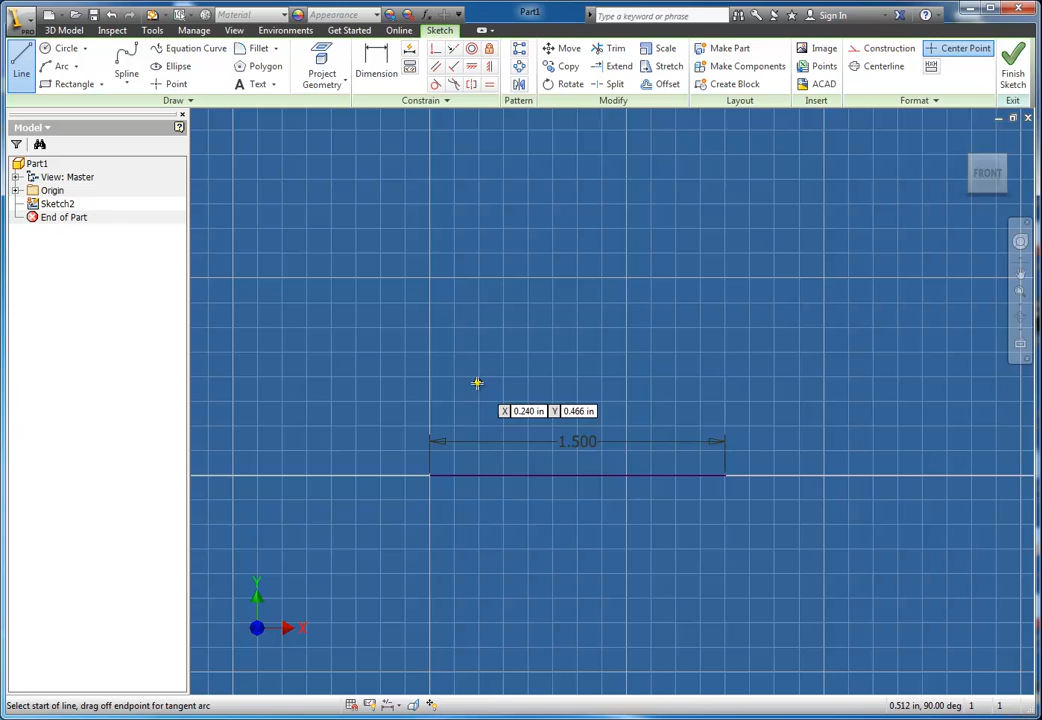 PRO
Material
Appearance
Part1
Type a keyword or phrase
Sign In
3D Model
Inspect
Tools
Manage
View
Environments
Get Started
Online
Sketch
Line
Circle
Arc
Rectangle
Spline
Equation Curve
Ellipse
Point
Fillet
Polygon
Text
Project
Geometry
Dimension
Move
Copy
Rotate
Trim
Extend
Split
Scale
Stretch
Offset
Make Part
Make Components
Create Block
Image
Points
ACAD
Construction
Centerline
Center Point
Finish
Sketch
Draw
Constrain
Pattern
Modify
Layout
Insert
Format
Exit
Model
Part1
View: Master
Origin
Sketch2
End of Part
FRONT
X 0.240 in Y 0.466 in
1.500
Y
X
Select start of line, drag off endpoint for tangent arc
0.512 in, 90.00 deg 1 1